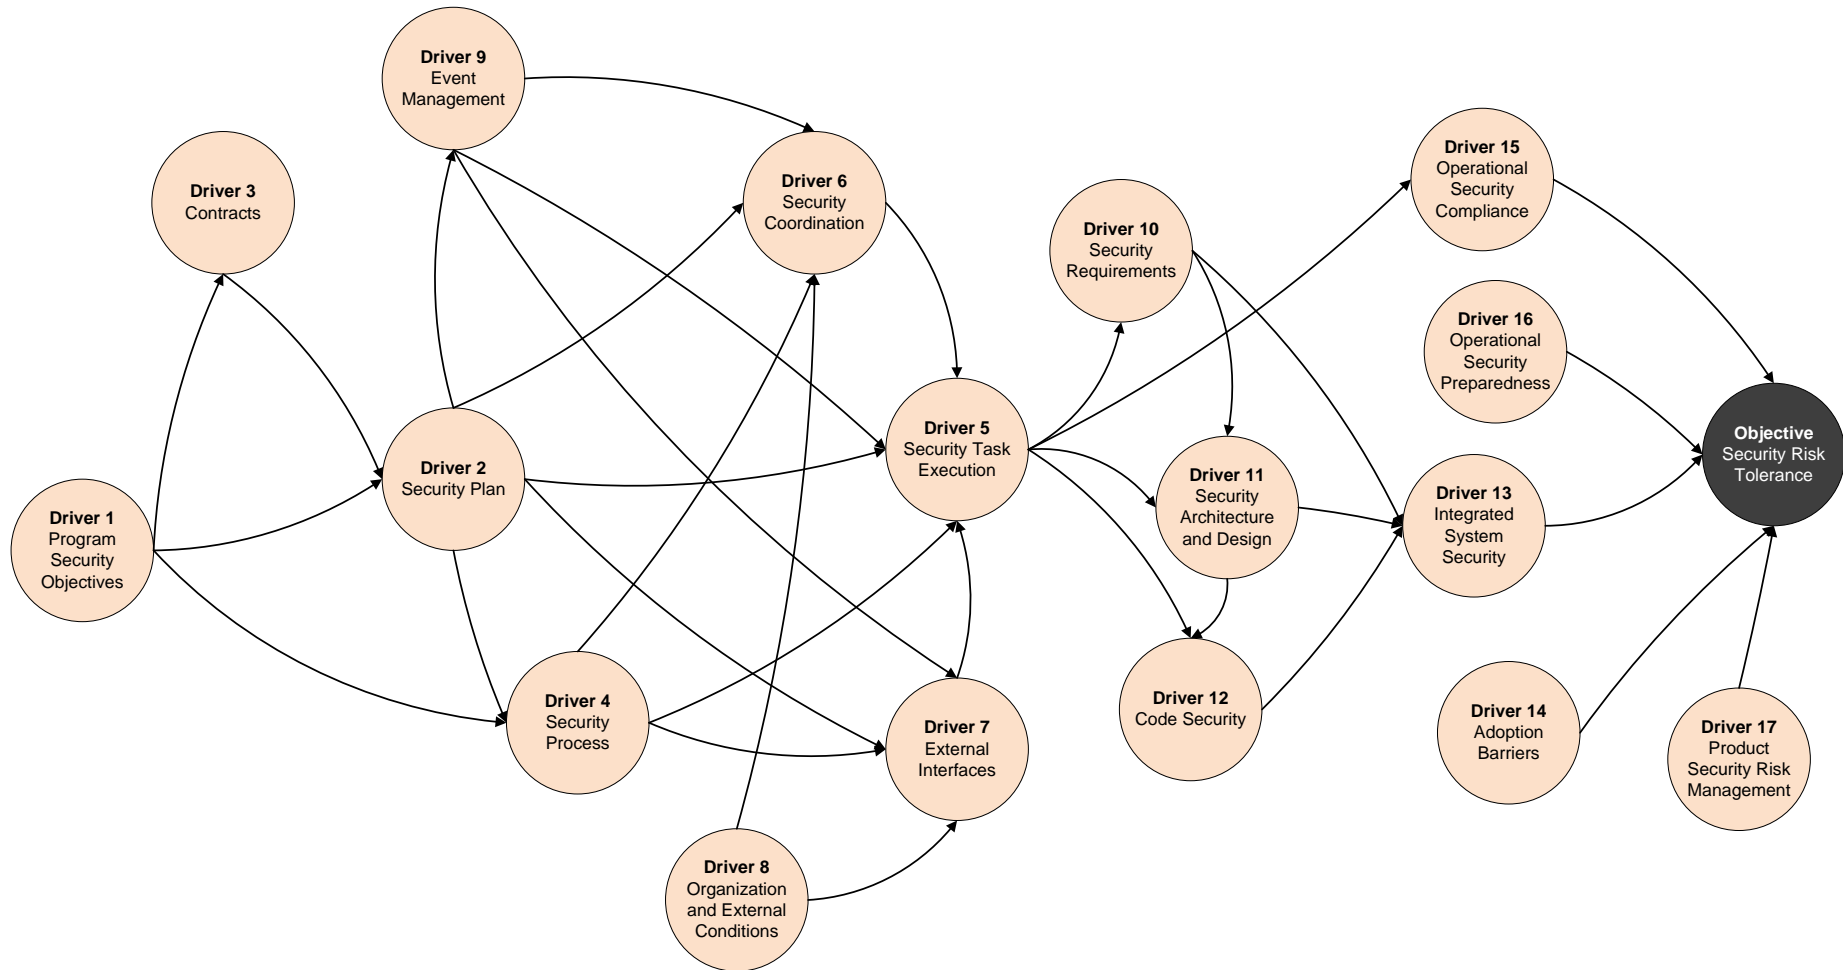 Driver 9
Event
Management
Driver 3
Contracts
Driver 6
Security
Coordination
Driver 15
Operational
Security
Compliance
Driver 10
Security
Requirements
Driver 16
Operational
Security
Preparedness
Driver 2
Security Plan
Driver 5
Security Task
Execution
Objective
Security Risk
Tolerance
Driver 1
Program
Security
Objectives
Driver 11
Security
Architecture
and Design
Driver 13
Integrated
System
Security
Driver 4
Security
Process
Driver 7
External
Interfaces
Driver 12
Code Security
Driver 14
Adoption
Barriers
Driver 17
Product
Security Risk
Management
Driver 8
Organization
and External
Conditions